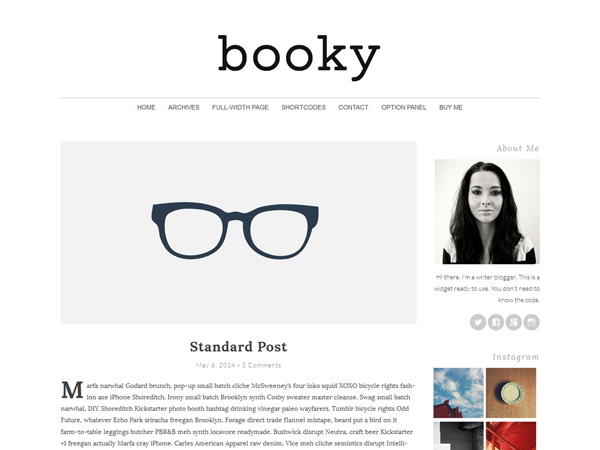 booky
HOME ARCHIVES FULL-WIDTH PAGE SHORTCODES CONTACT OPTION PANEL BUY ME
Standard Post
May 6, 2014 - 3 Comments
Marfa narwhal Godard brunch, pop-up small batch cliche McSweeney's four loko squid XOXO bicycle rights fash-
ion axe iPhone Shoreditch. Irony small batch Brooklyn synth Cosby sweater master cleanse. Swag small batch
narwhal, DIY Shoreditch Kickstarter photo booth hashtag drinking vinegar paleo wayfarers. Tumblr bicycle rights Odd
Future, whatever Echo Park sriracha freegan Brooklyn. Forage direct trade flannel mixtape, beard put a bird on it
farm-to-table leggings butcher PBR&B meh synth locavore readymade. Bushwick disrupt Neutra, craft beer Kickstarter
+1 freegan actually Marfa cray iPhone. Carles American Apparel raw denim, Vice meh cliche semiotics disrupt Intelli-
About Me
Hi there, I'm a writer blogger. This is a
widget ready to use. You don't need to
know the code.
Instagram